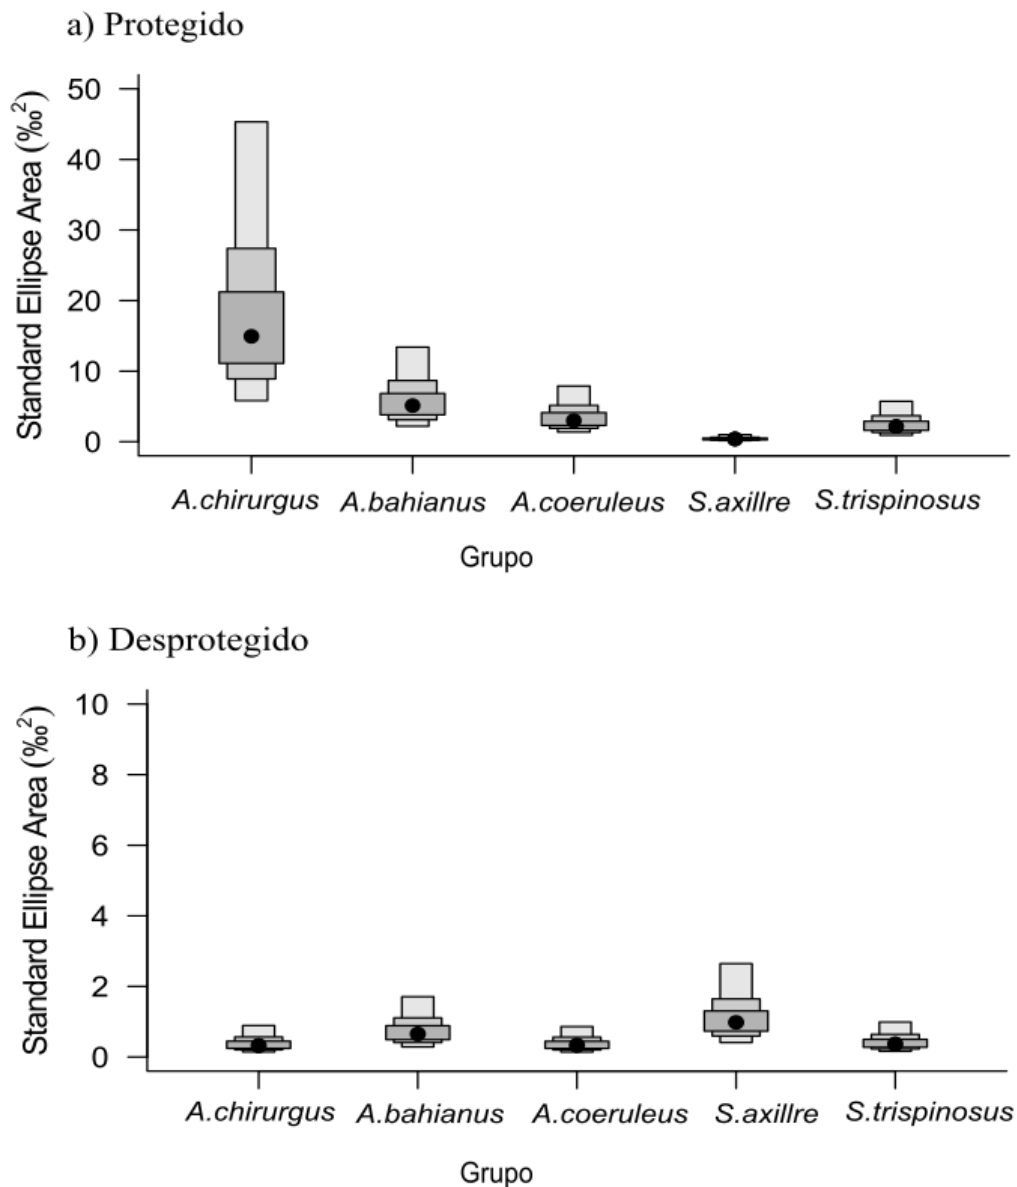 a) Protegido
Standard Ellipse Area (‰²)
50
40
30
20
10
0
A.chirurgus A.bahianus A.coeruleus S.axillre S.trispinosus
Grupo
b) Desprotegido
Standard Ellipse Area (‰²)
10
8
6
4
2
0
A.chirurgus A.bahianus A.coeruleus S.axillre S.trispinosus
Grupo